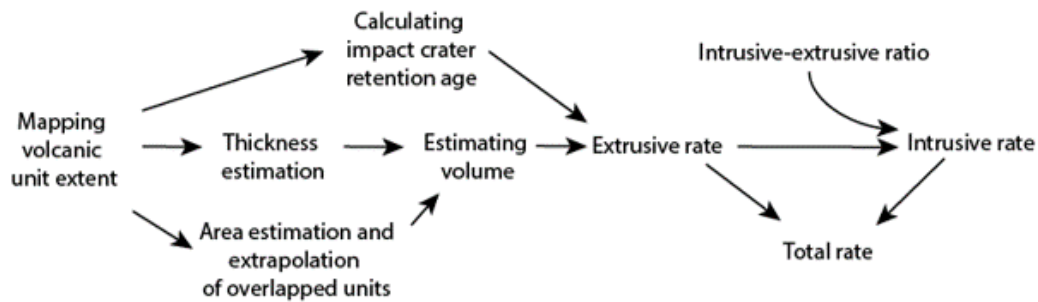 Calculating
impact crater
retention age
Intrusive-extrusive ratio
Mapping
volcanic
unit extent
Thickness
estimation
Estimating
volume
Extrusive rate
Intrusive rate
Area estimation and
extrapolation
of overlapped units
Total rate